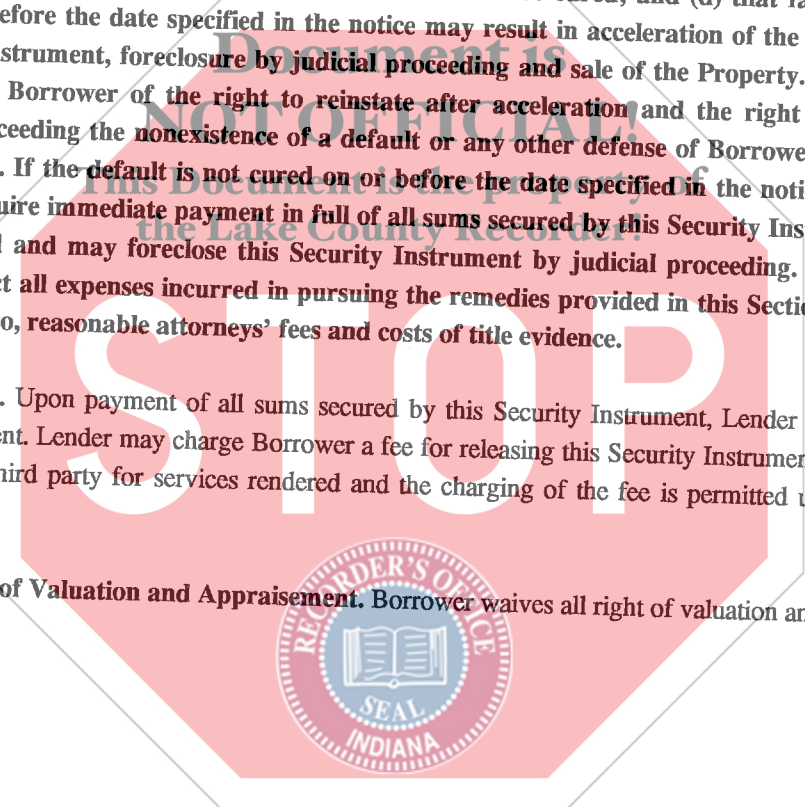 efore the date specified in the notice may result in acceleration of the
strument, foreclosure by judicial proceeding and sale of the Property.
Borrower of the right to reinstate after acceleration and the right
ceeding the nonexistence of a default or any other defense of Borrowe
. If the default is not cured on or before the date specified in the noti
uire immediate payment in full of all sums secured by this Security Ins
and may foreclose this Security Instrument by judicial proceeding.
t all expenses incurred in pursuing the remedies provided in this Sectio
o, reasonable attorneys' fees and costs of title evidence.
. Upon payment of all sums secured by this Security Instrument, Lender
ent. Lender may charge Borrower a fee for releasing this Security Instrumen
hird party for services rendered and the charging of the fee is permitted u
of Valuation and Appraisement. Borrower waives all right of valuation an
Document is
NOT OFFICIAL!
This Document is the property of
the Lake County Recorder!
STOP
RECORDER'S OFFICE
SEAL
INDIANA